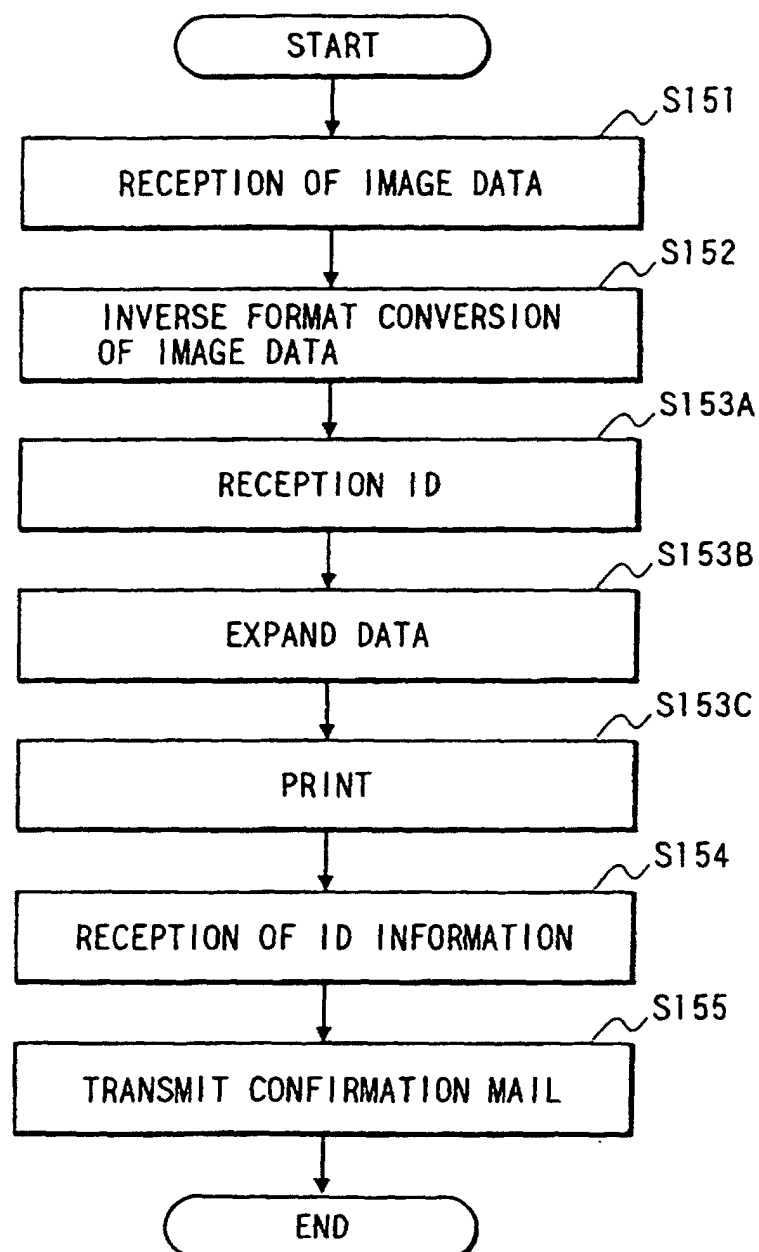 START
S151
RECEPTION OF IMAGE DATA
S152
INVERSE FORMAT CONVERSION
OF IMAGE DATA
S153A
RECEPTION ID
S153B
EXPAND DATA
S153C
PRINT
S154
RECEPTION OF ID INFORMATION
S155
TRANSMIT CONFIRMATION MAIL
END